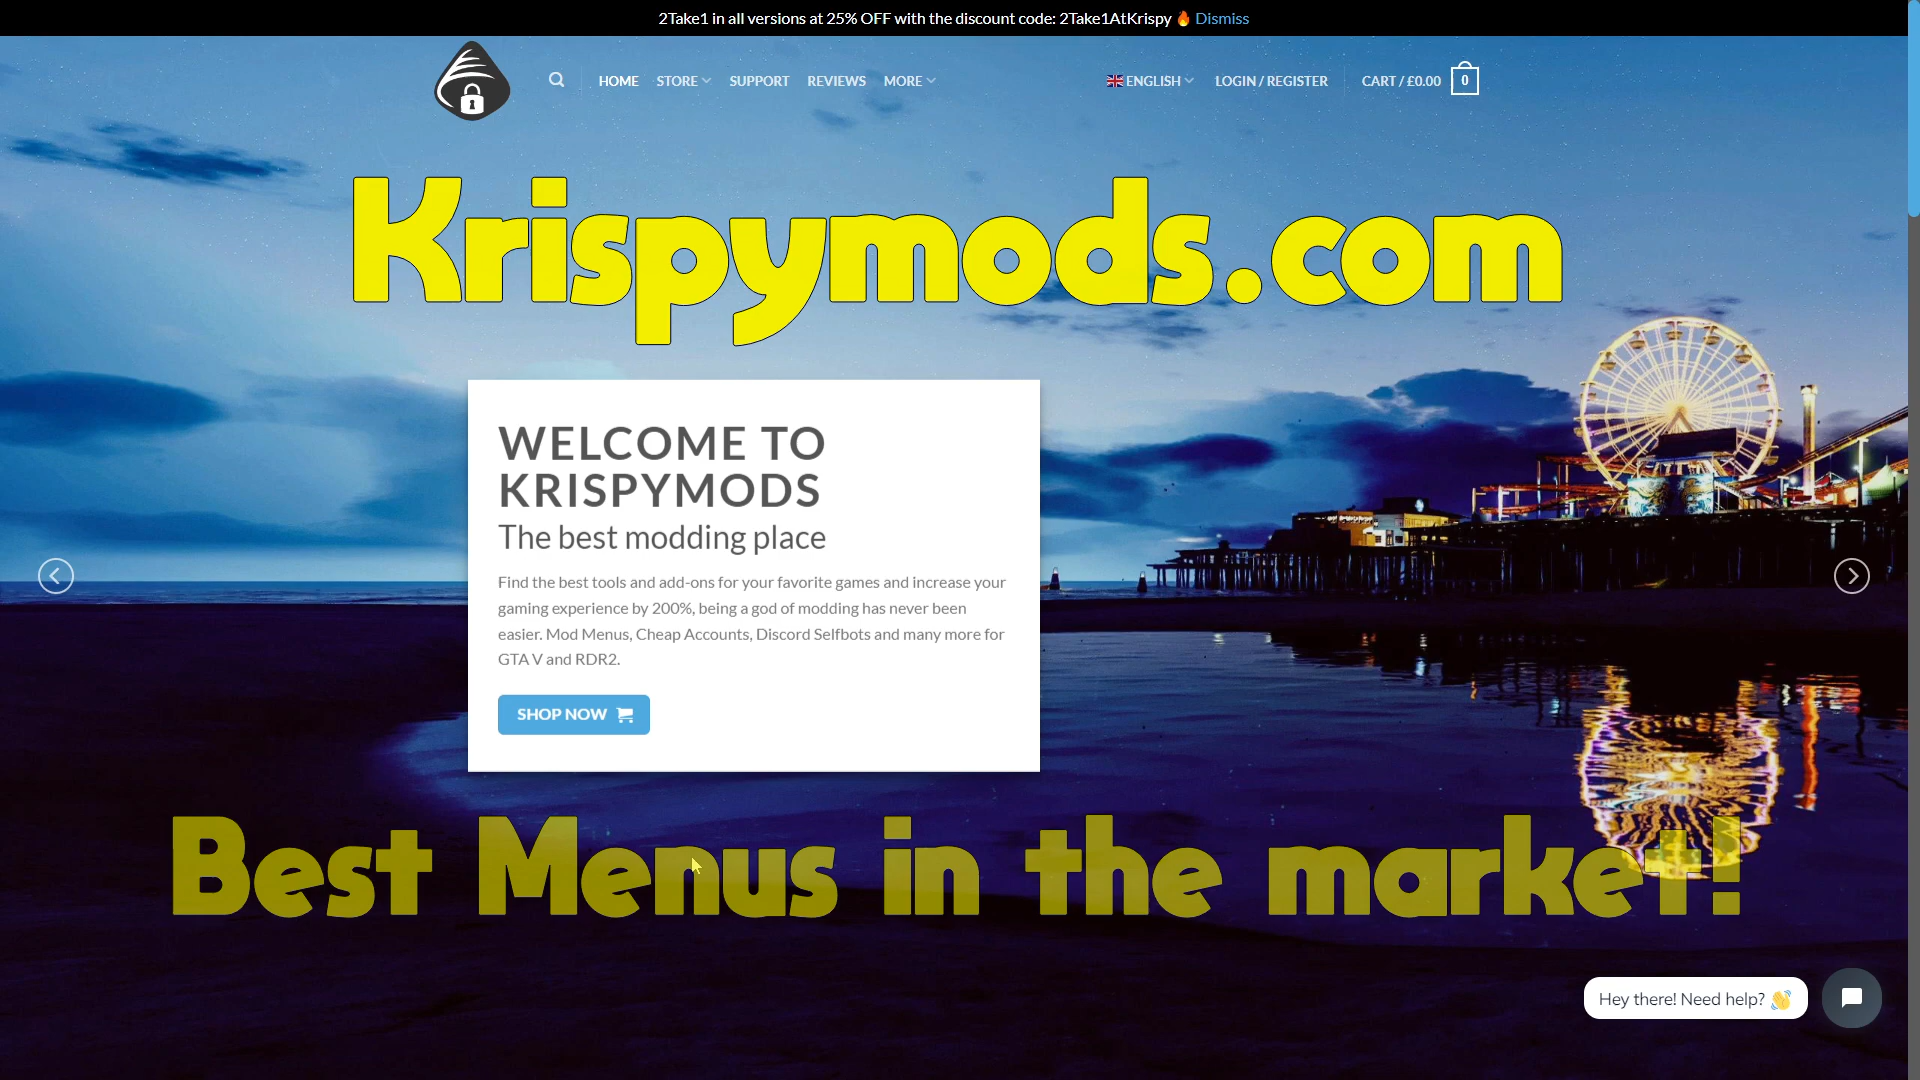 2Take1 in all versions at 25% OFF with the discount code: 2Take1AtKrispy 🔥 Dismiss
HOME STORE SUPPORT REVIEWS MORE ENGLISH LOGIN / REGISTER CART / £0.00 0
Krispymods.com
WELCOME TO
KRISPYMODS
The best modding place
Find the best tools and add-ons for your favorite games and increase your
gaming experience by 200%, being a god of modding has never been
easier. Mod Menus, Cheap Accounts, Discord Selfbots and many more for
GTA V and RDR2.
SHOP NOW
Best Menus in the market!
Hey there! Need help? 👋